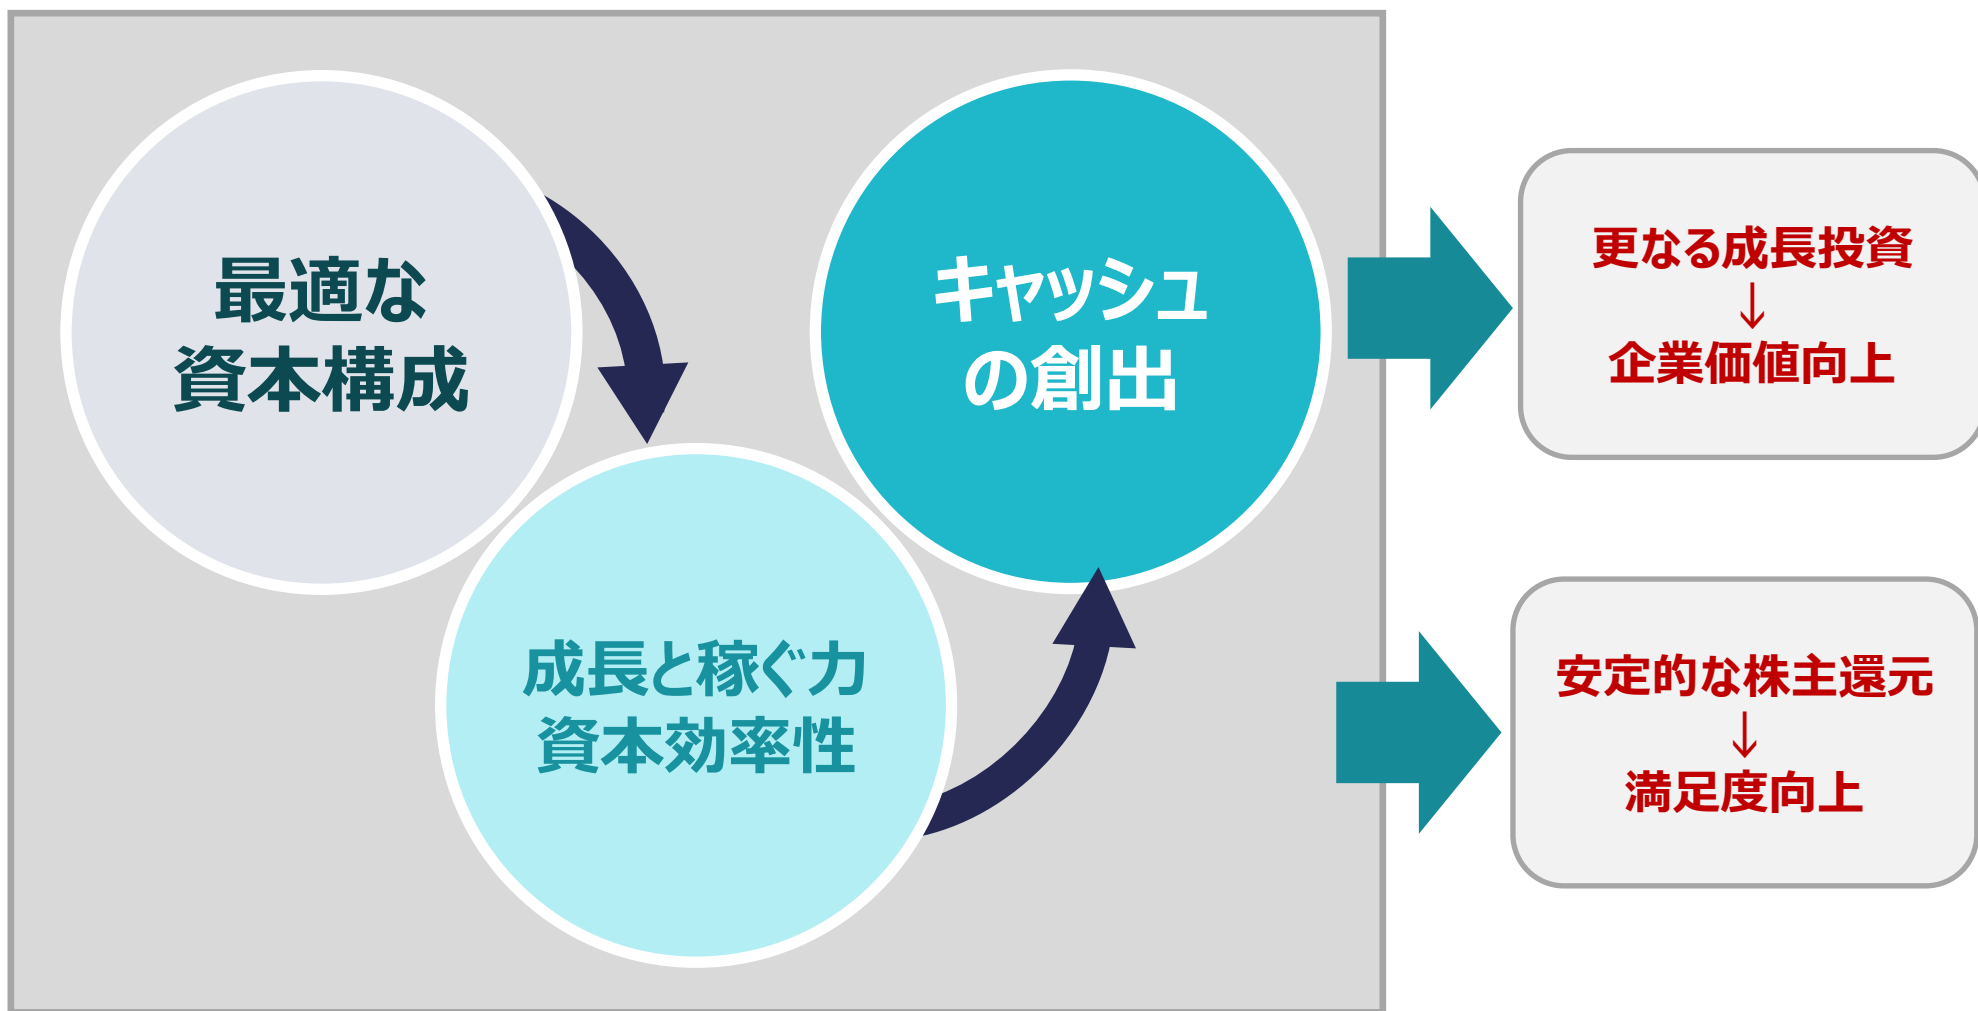 最適な
資本構成
キャッシュ
の創出
成長と稼ぐ力
資本効率性
更なる成長投資
↓
企業価値向上
安定的な株主還元
↓
満足度向上